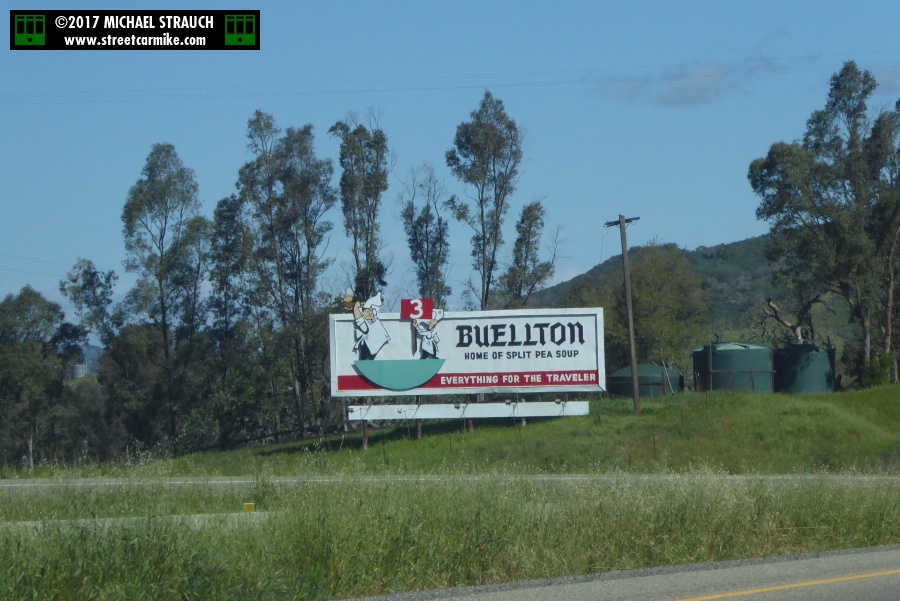 ©2017 MICHAEL STRAUCH
www.streetcarmike.com
3
BUELLTON
HOME OF SPLIT PEA SOUP
EVERYTHING FOR THE TRAVELER